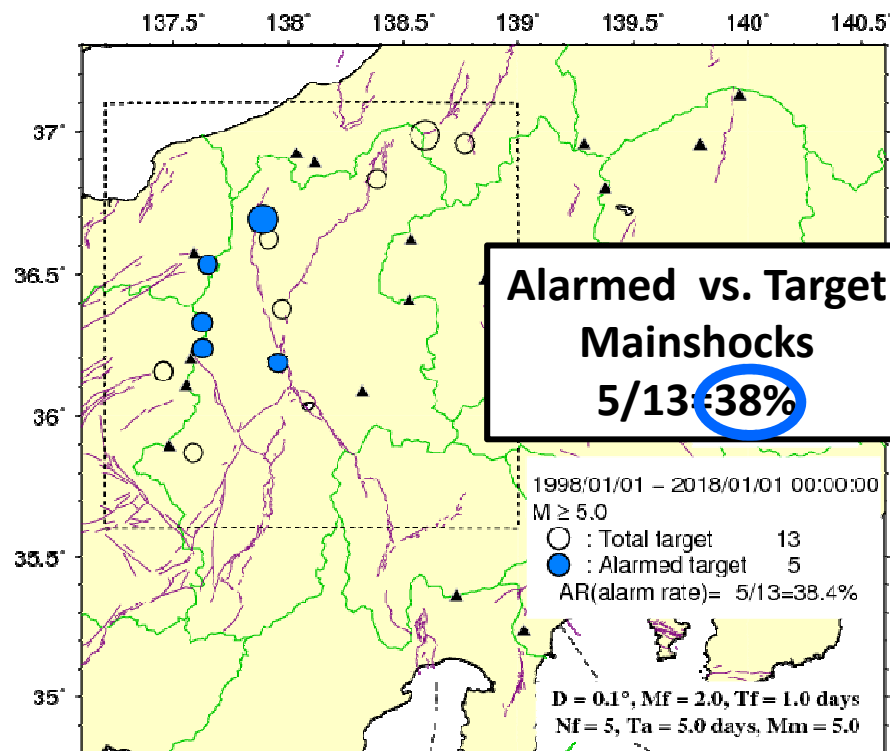 137.5° 138° 138.5° 139° 139.5° 140° 140.5°
37°
36.5°
36°
35.5°
35°
Alarmed vs. Target
Mainshocks
5/13=38%
1998/01/01 – 2018/01/01 00:00:00
M ≥ 5.0
: Total target 13
: Alarmed target 5
AR(alarm rate)= 5/13=38.4%
D = 0.1°, Mf = 2.0, Tf = 1.0 days
Nf = 5, Ta = 5.0 days, Mm = 5.0